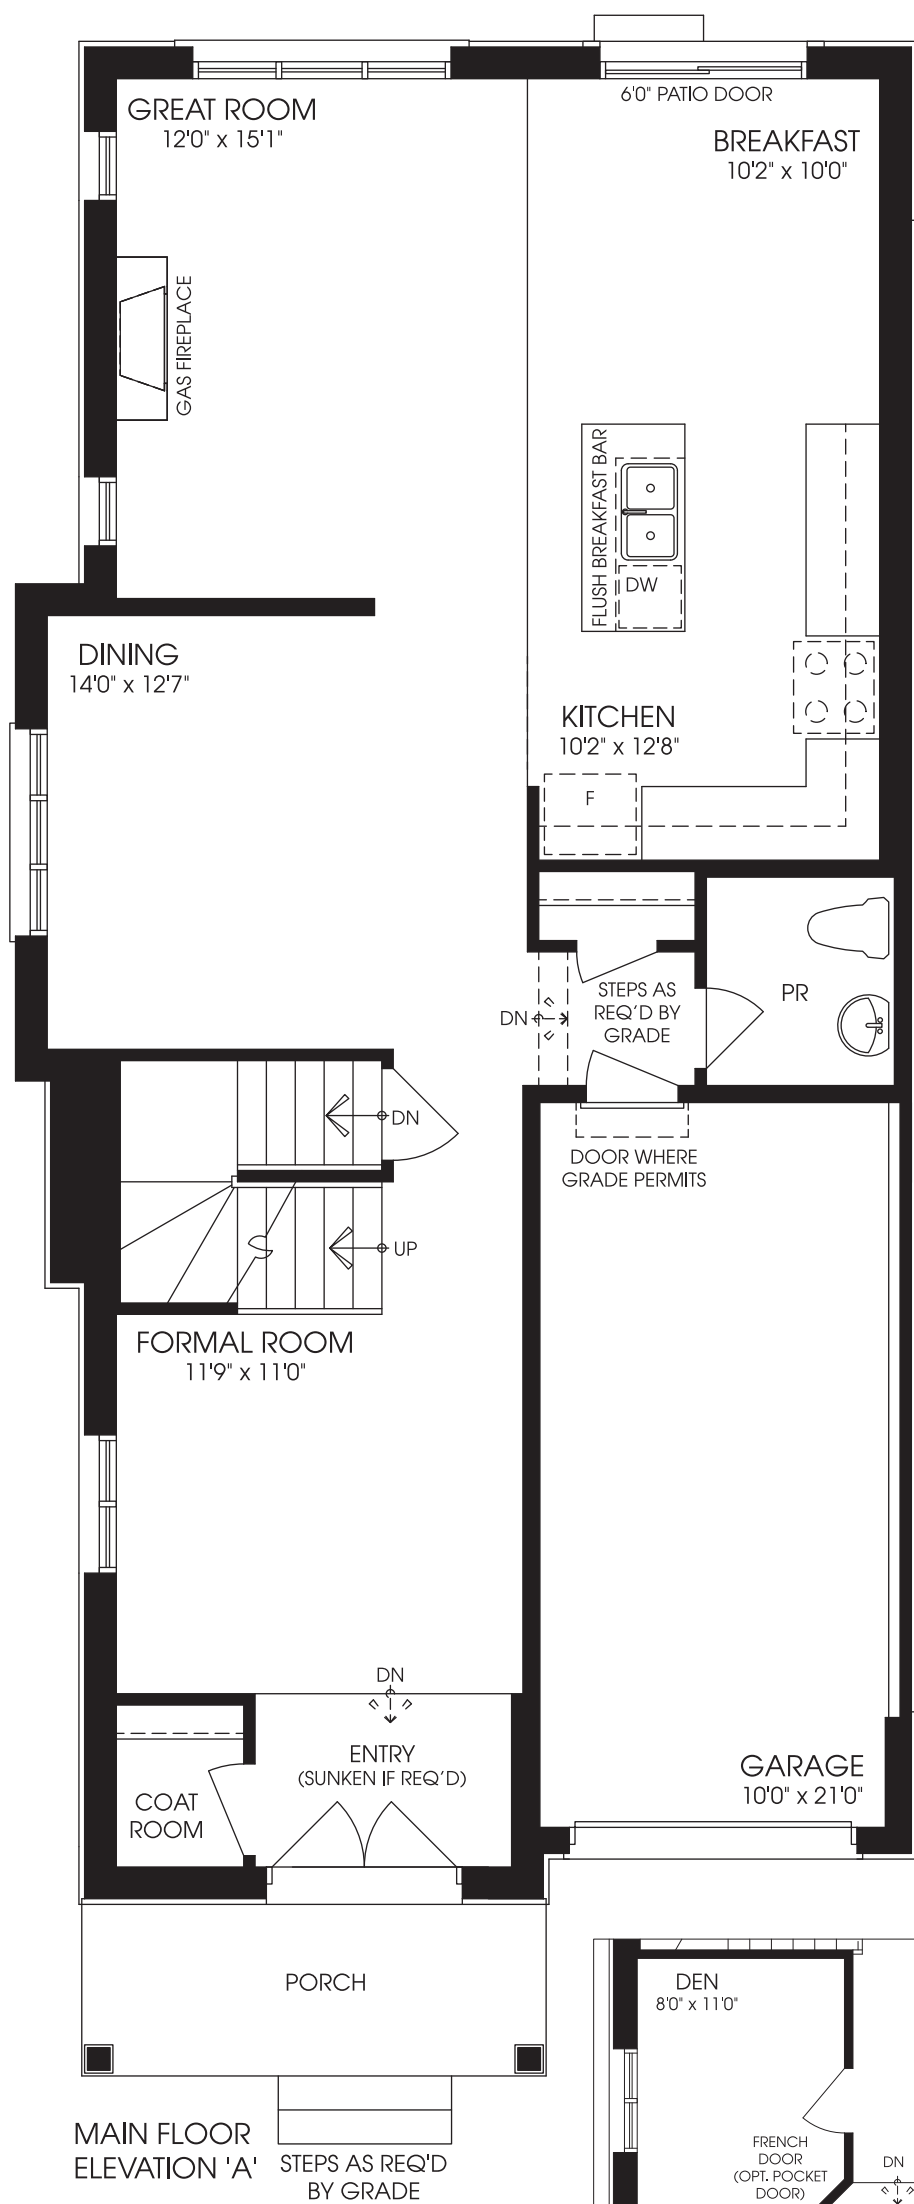 6'0" PATIO DOOR
GREAT ROOM
12'0" x 15'1"
BREAKFAST
10'2" x 10'0"
GAS FIREPLACE
FLUSH BREAKFAST BAR
DW
DINING
14'0" x 12'7"
KITCHEN
10'2" x 12'8"
F
STEPS AS
REQ'D BY
GRADE
PR
DN
DN
DOOR WHERE
GRADE PERMITS
UP
FORMAL ROOM
11'9" x 11'0"
DN
ENTRY
(SUNKEN IF REQ'D)
COAT
ROOM
GARAGE
10'0" x 21'0"
PORCH
DEN
8'0" x 11'0"
FRENCH
DOOR
(OPT. POCKET
DOOR)
DN
MAIN FLOOR
ELEVATION 'A'
STEPS AS REQ'D
BY GRADE